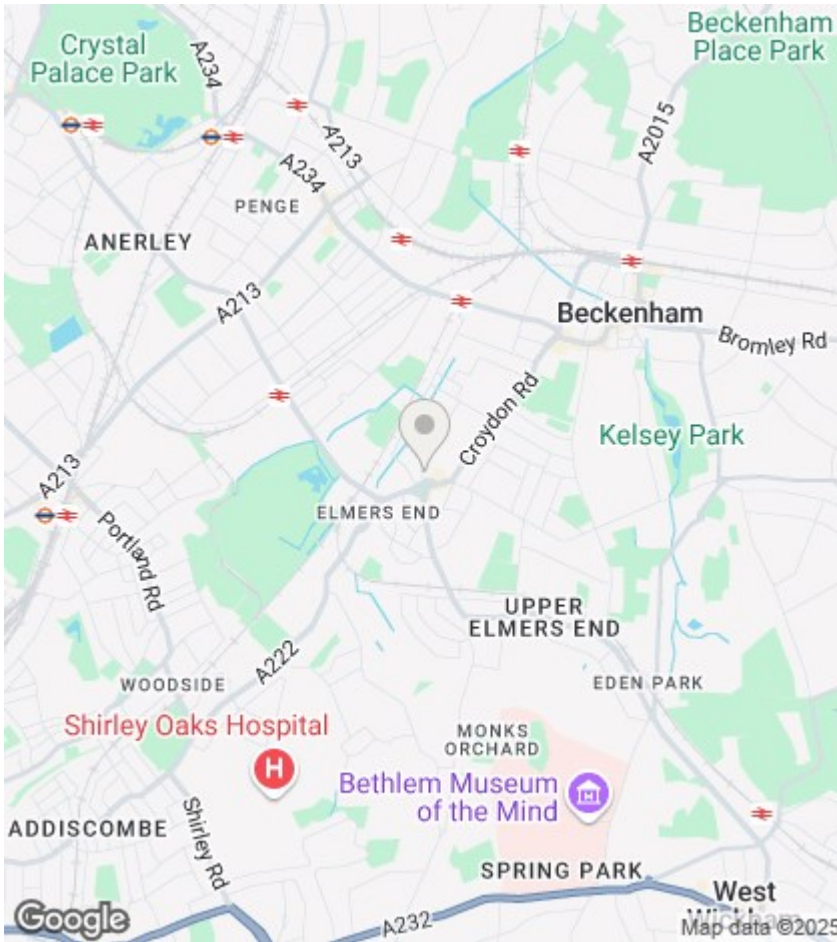 Crystal
Palace Park
A234
Beckenham
Place Park
A2015
A213
A234
PENGE
ANERLEY
A213
Beckenham
Bromley Rd
Croydon Rd
Kelsey Park
A213
ELMERS END
Portland Rd
UPPER
ELMERS END
A222
WOODSIDE
EDEN PARK
Shirley Oaks Hospital
H
MONKS
ORCHARD
Bethlem Museum
of the Mind
Shirley Rd
ADDISCOMBE
SPRING PARK
West
Wickham
A232
Google
Map data ©2025